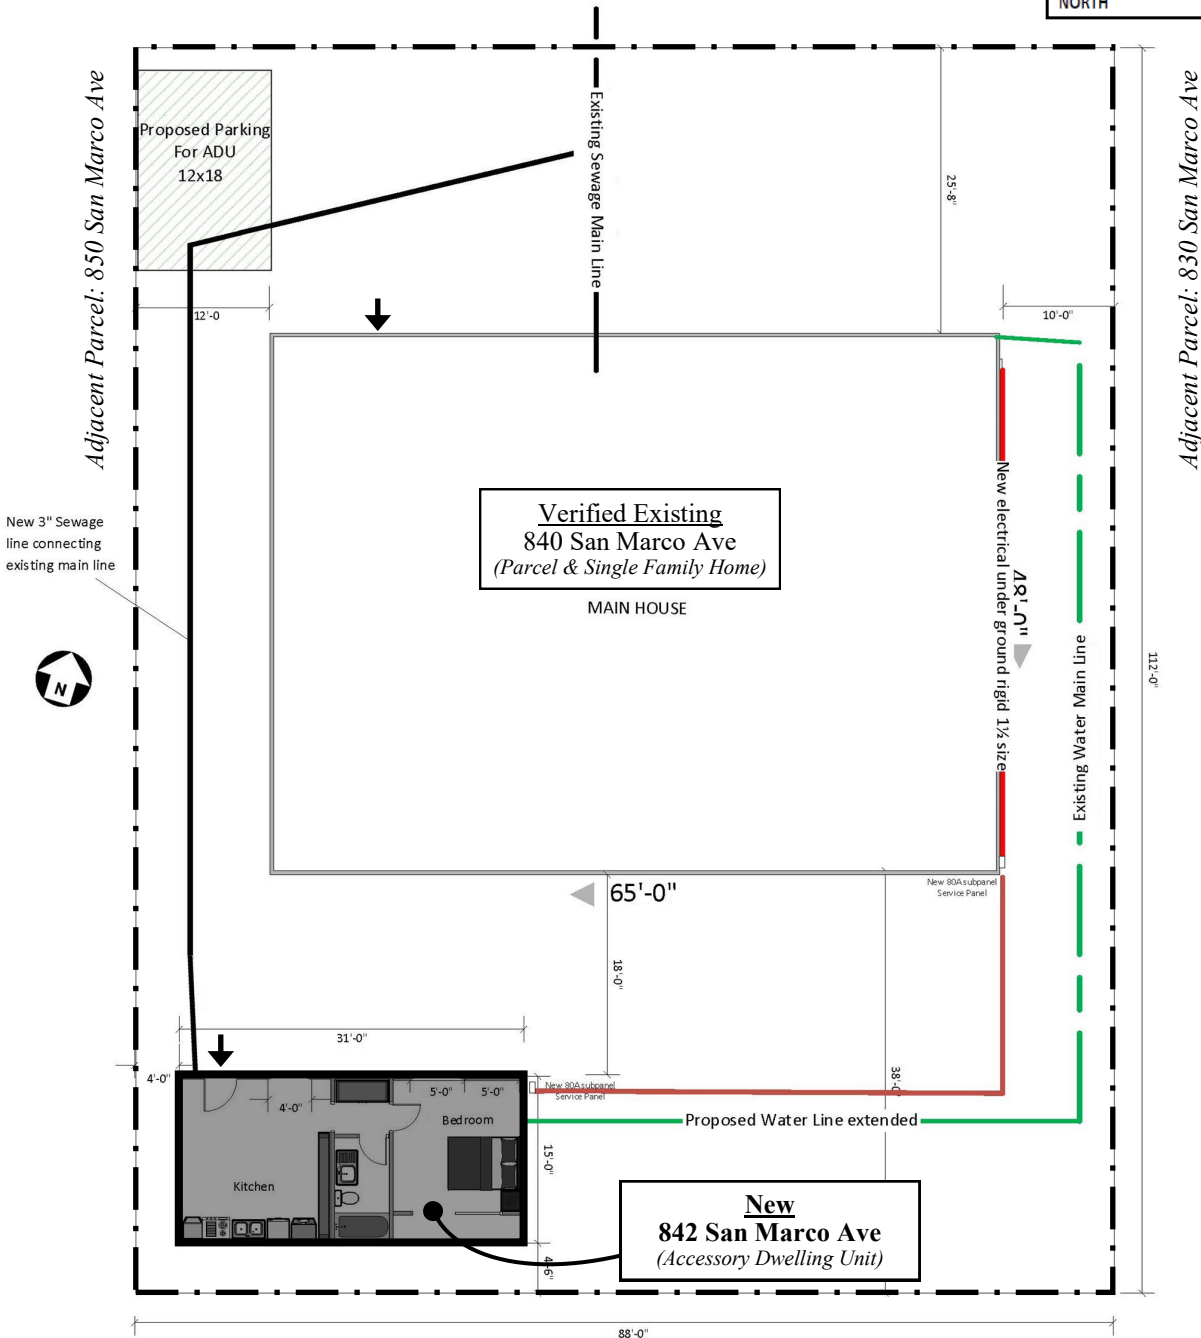 NORTH
Adjacent Parcel: 850 San Marco Ave
Proposed Parking
For ADU
12x18
Existing Sewage Main Line
25'-8"
Adjacent Parcel: 830 San Marco Ave
12'-0
10'-0"
New 3" Sewage
line connecting
existing main line
Verified Existing
840 San Marco Ave
(Parcel & Single Family Home)
MAIN HOUSE
New electrical under ground rigid 1½ size
48'-0"
Existing Water Main Line
112'-0"
N
65'-0"
New 80A subpanel
Service Panel
18'-0"
31'-0"
4'-0"
38'-0
4'-0"
5'-0"
5'-0"
New 80A subpanel
Service Panel
Bedroom
Proposed Water Line extended
15'-0"
Kitchen
New
842 San Marco Ave
(Accessory Dwelling Unit)
4'-6"
88'-0"